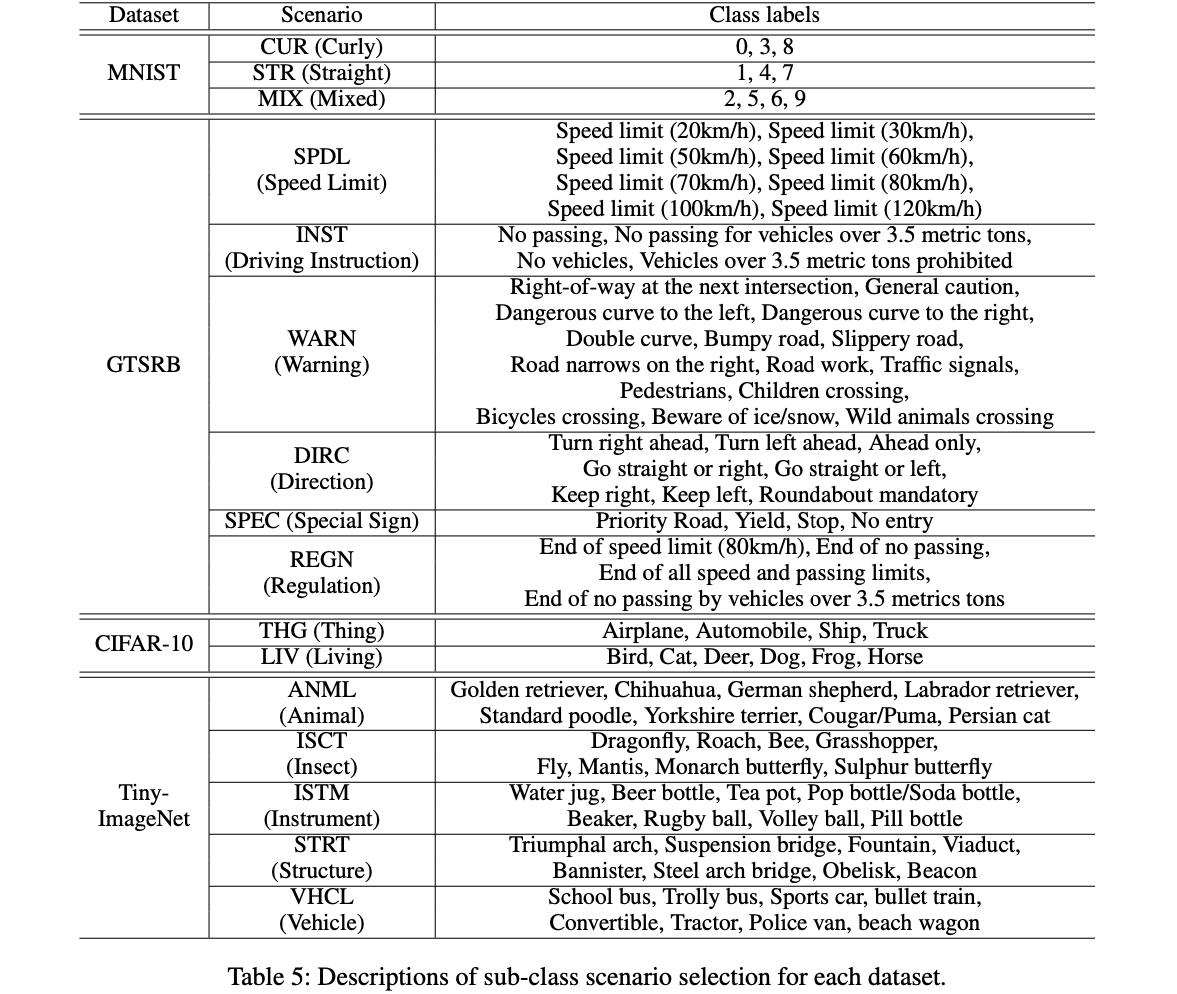 Dataset Scenario Class labels
MNIST
CUR (Curly) 0, 3, 8
STR (Straight) 1, 4, 7
MIX (Mixed) 2, 5, 6, 9
GTSRB
SPDL
(Speed Limit)
Speed limit (20km/h), Speed limit (30km/h),
Speed limit (50km/h), Speed limit (60km/h),
Speed limit (70km/h), Speed limit (80km/h),
Speed limit (100km/h), Speed limit (120km/h)
INST
(Driving Instruction)
No passing, No passing for vehicles over 3.5 metric tons,
No vehicles, Vehicles over 3.5 metric tons prohibited
WARN
(Warning)
Right-of-way at the next intersection, General caution,
Dangerous curve to the left, Dangerous curve to the right,
Double curve, Bumpy road, Slippery road,
Road narrows on the right, Road work, Traffic signals,
Pedestrians, Children crossing,
Bicycles crossing, Beware of ice/snow, Wild animals crossing
DIRC
(Direction)
Turn right ahead, Turn left ahead, Ahead only,
Go straight or right, Go straight or left,
Keep right, Keep left, Roundabout mandatory
SPEC (Special Sign) Priority Road, Yield, Stop, No entry
REGN
(Regulation)
End of speed limit (80km/h), End of no passing,
End of all speed and passing limits,
End of no passing by vehicles over 3.5 metrics tons
CIFAR-10
THG (Thing) Airplane, Automobile, Ship, Truck
LIV (Living) Bird, Cat, Deer, Dog, Frog, Horse
Tiny-
ImageNet
ANML
(Animal)
Golden retriever, Chihuahua, German shepherd, Labrador retriever,
Standard poodle, Yorkshire terrier, Cougar/Puma, Persian cat
ISCT
(Insect)
Dragonfly, Roach, Bee, Grasshopper,
Fly, Mantis, Monarch butterfly, Sulphur butterfly
ISTM
(Instrument)
Water jug, Beer bottle, Tea pot, Pop bottle/Soda bottle,
Beaker, Rugby ball, Volley ball, Pill bottle
STRT
(Structure)
Triumphal arch, Suspension bridge, Fountain, Viaduct,
Bannister, Steel arch bridge, Obelisk, Beacon
VHCL
(Vehicle)
School bus, Trolly bus, Sports car, bullet train,
Convertible, Tractor, Police van, beach wagon
Table 5: Descriptions of sub-class scenario selection for each dataset.